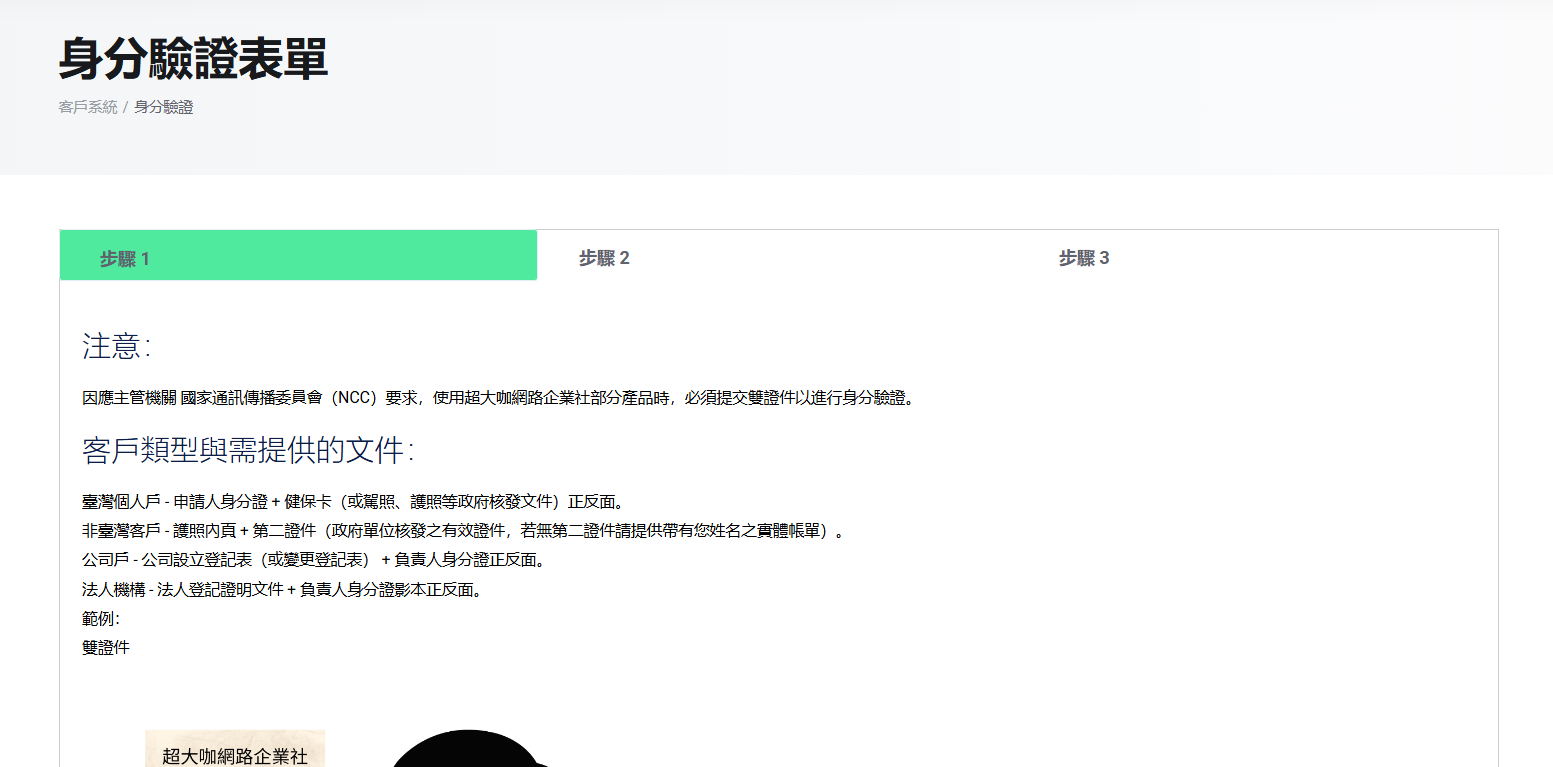 身分驗證表單
客戶系統 / 身分驗證
步驟 1
步驟 2
步驟 3
注意：
因應主管機關 國家通訊傳播委員會（NCC）要求，使用超大咖網路企業社部分產品時，必須提交雙證件以進行身分驗證。
客戶類型與需提供的文件：
臺灣個人戶 - 申請人身分證 + 健保卡（或駕照、護照等政府核發文件）正反面。
非臺灣客戶 - 護照內頁 + 第二證件（政府單位核發之有效證件，若無第二證件請提供帶有您姓名之實體帳單）。
公司戶 - 公司設立登記表（或變更登記表） + 負責人身分證正反面。
法人機構 - 法人登記證明文件 + 負責人身分證影本正反面。
範例：
雙證件
超大咖網路企業社